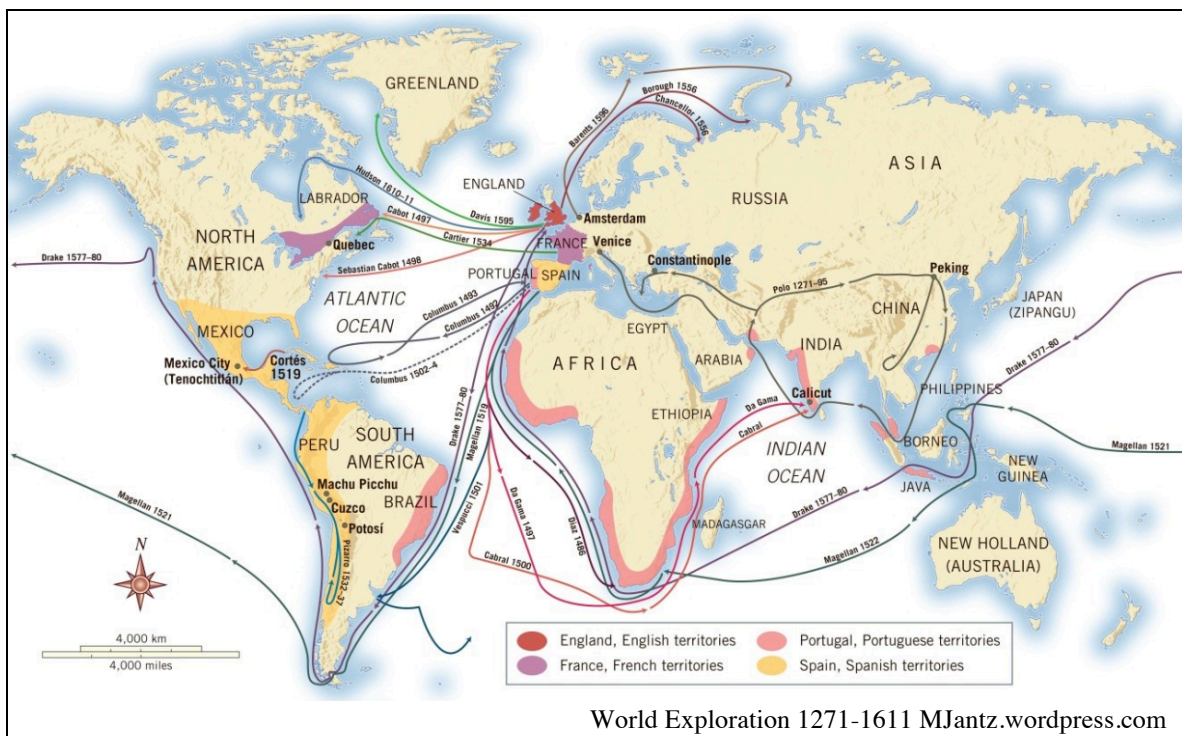 GREENLAND
Borough 1556
Chancellor 1556
Barents 1596
ASIA
Hudson 1610–11
LABRADOR
ENGLAND
RUSSIA
Cabot 1497
Davis 1595
Amsterdam
NORTH
AMERICA
Quebec
Cartier 1534
FRANCE
Venice
Drake 1577–80
Constantinople
Sebastian Cabot 1498
PORTUGAL
SPAIN
Peking
Polo 1271–95
ATLANTIC
OCEAN
Columbus 1493
Columbus 1492
CHINA
JAPAN
(ZIPANGU)
MEXICO
EGYPT
INDIA
Mexico City
(Tenochtitlán)
Cortés
1519
Columbus 1502–4
AFRICA
ARABIA
Drake 1577–80
PHILIPPINES
Calicut
Drake 1577–80
Magellan 1519
ETHIOPIA
Da Gama
Cabral
PERU
SOUTH
AMERICA
BORNEO
Magellan 1521
INDIAN
OCEAN
NEW
GUINEA
Machu Picchu
BRAZIL
Cuzco
Potosí
JAVA
Magellan 1521
Vespucci 1501
Da Gama 1497
Diaz 1486
Drake 1577–80
MADAGASGAR
Pizarro 1532–37
Cabral 1500
Magellan 1522
NEW HOLLAND
(AUSTRALIA)
N
4,000 km
4,000 miles
England, English territories
Portugal, Portuguese territories
France, French territories
Spain, Spanish territories
World Exploration 1271-1611 MJantz.wordpress.com